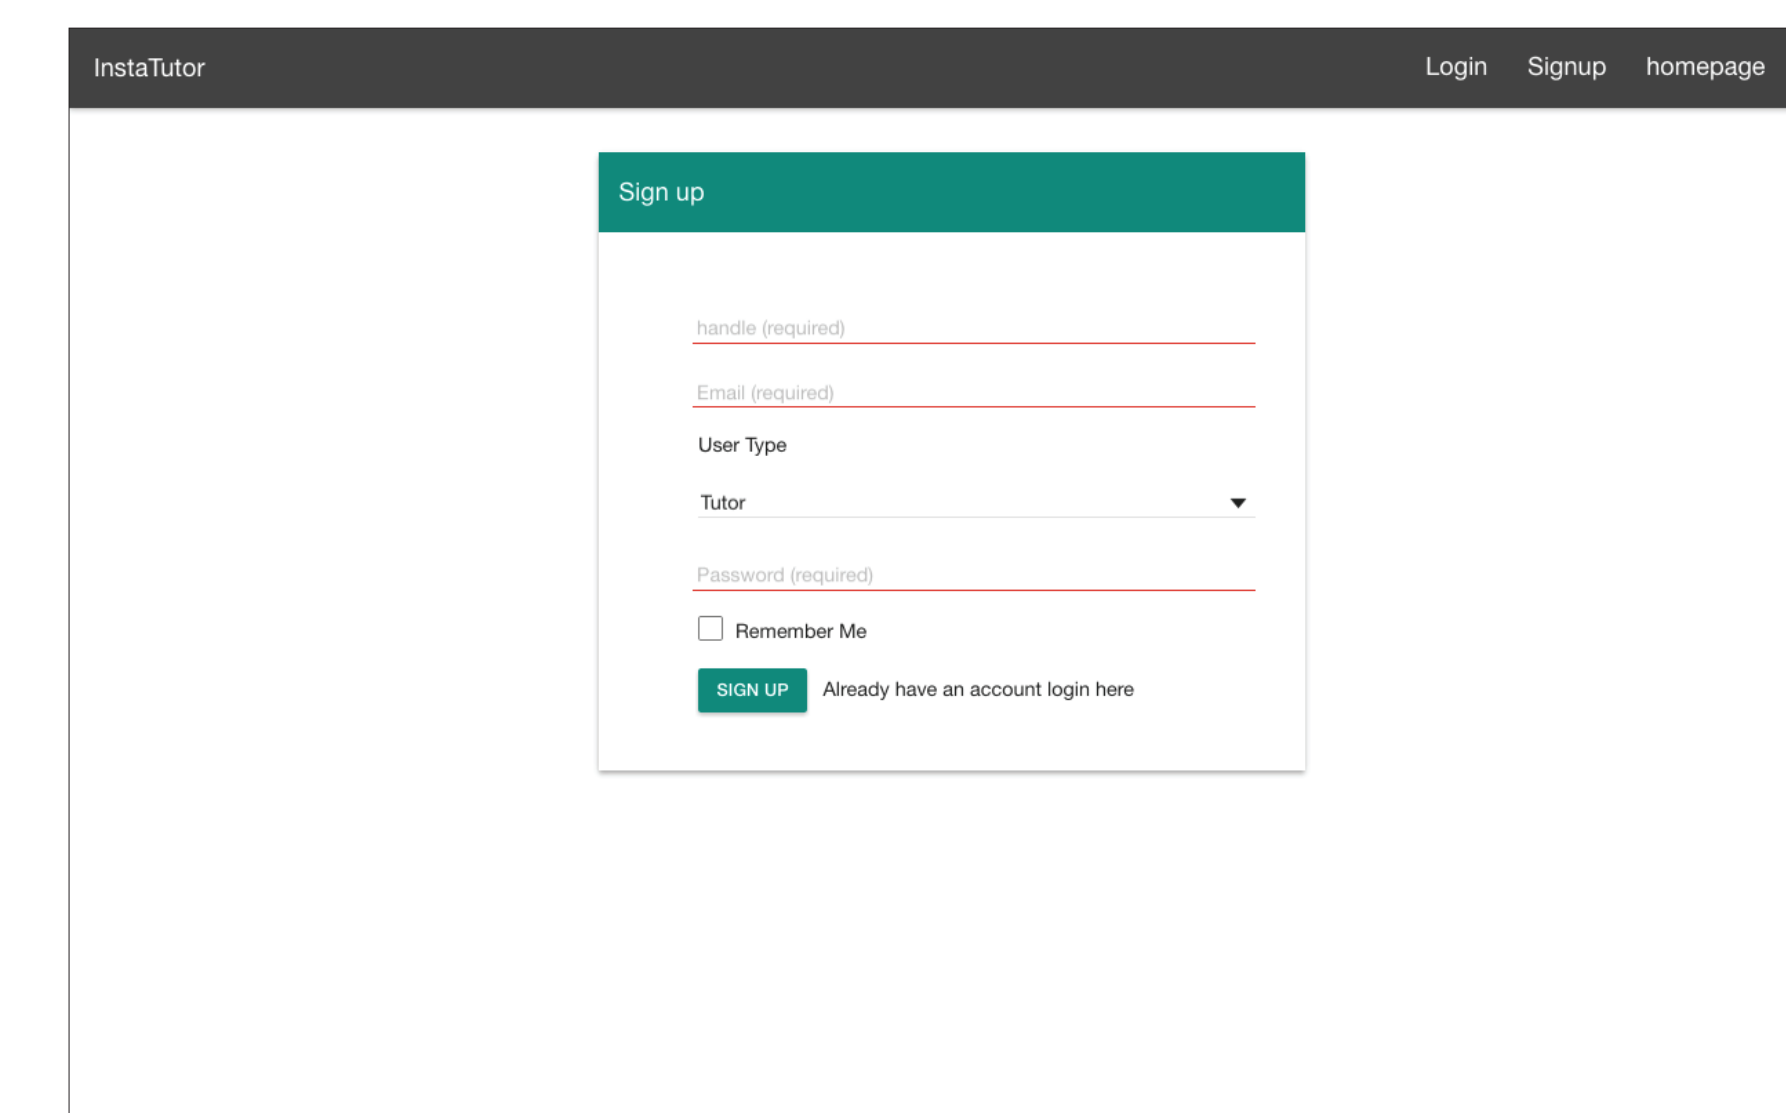 InstaTutor Login Signup homepage
Sign up
handle (required)
Email (required)
User Type
Tutor
Password (required)
Remember Me
SIGN UP Already have an account login here